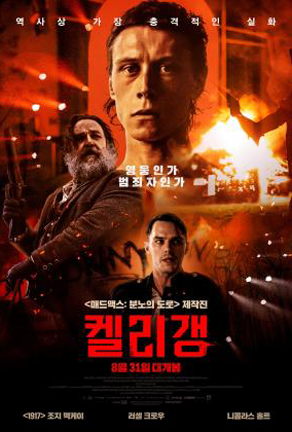 역사상 가장 충격적인 실화
영웅인가
범죄자인가
<매드맥스: 분노의 도로> 제작진
켈리갱
8월 31일 대개봉
<1917> 조지 맥케이 러셀 크로우 니콜라스 홀트